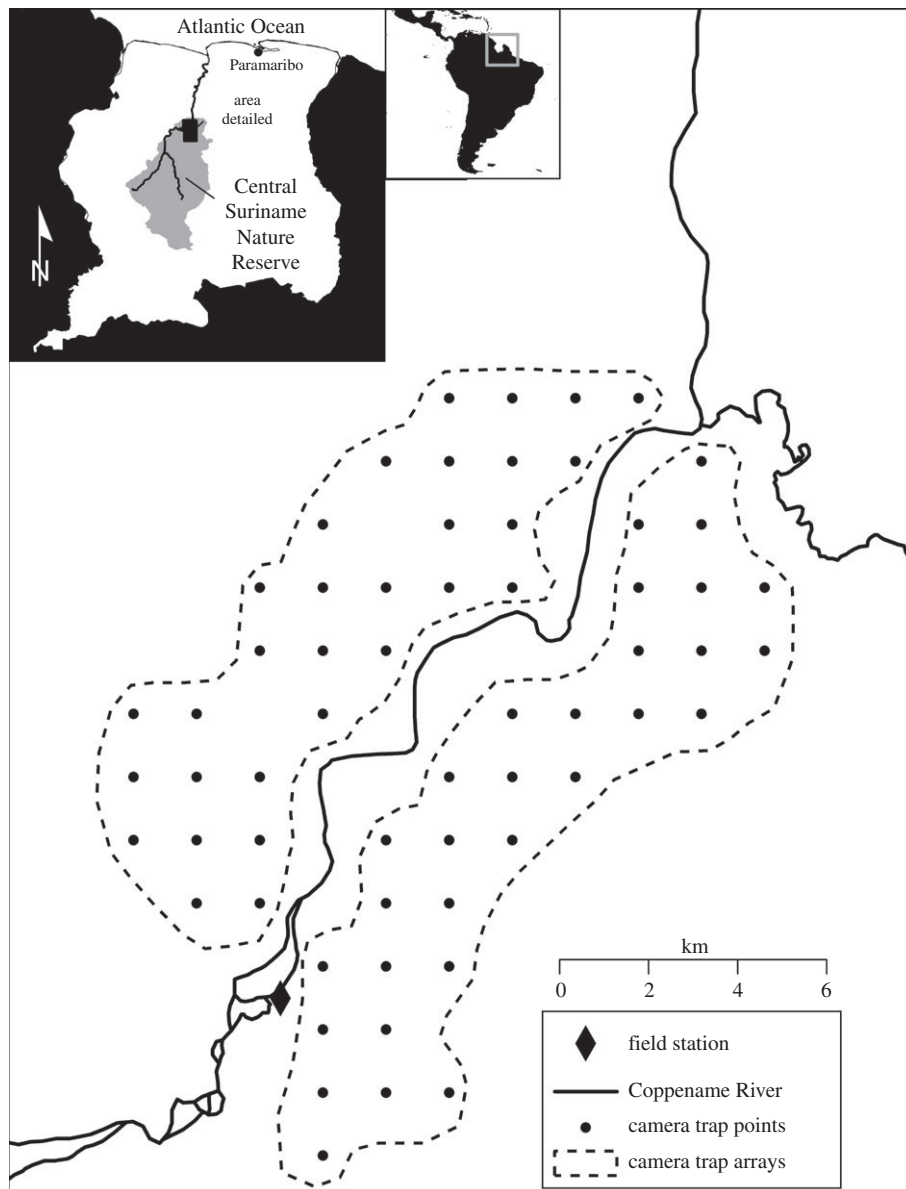 Atlantic Ocean
Paramaribo
area
detailed
Central
Suriname
Nature
Reserve
N
km
0 2 4 6
field station
Coppename River
camera trap points
camera trap arrays